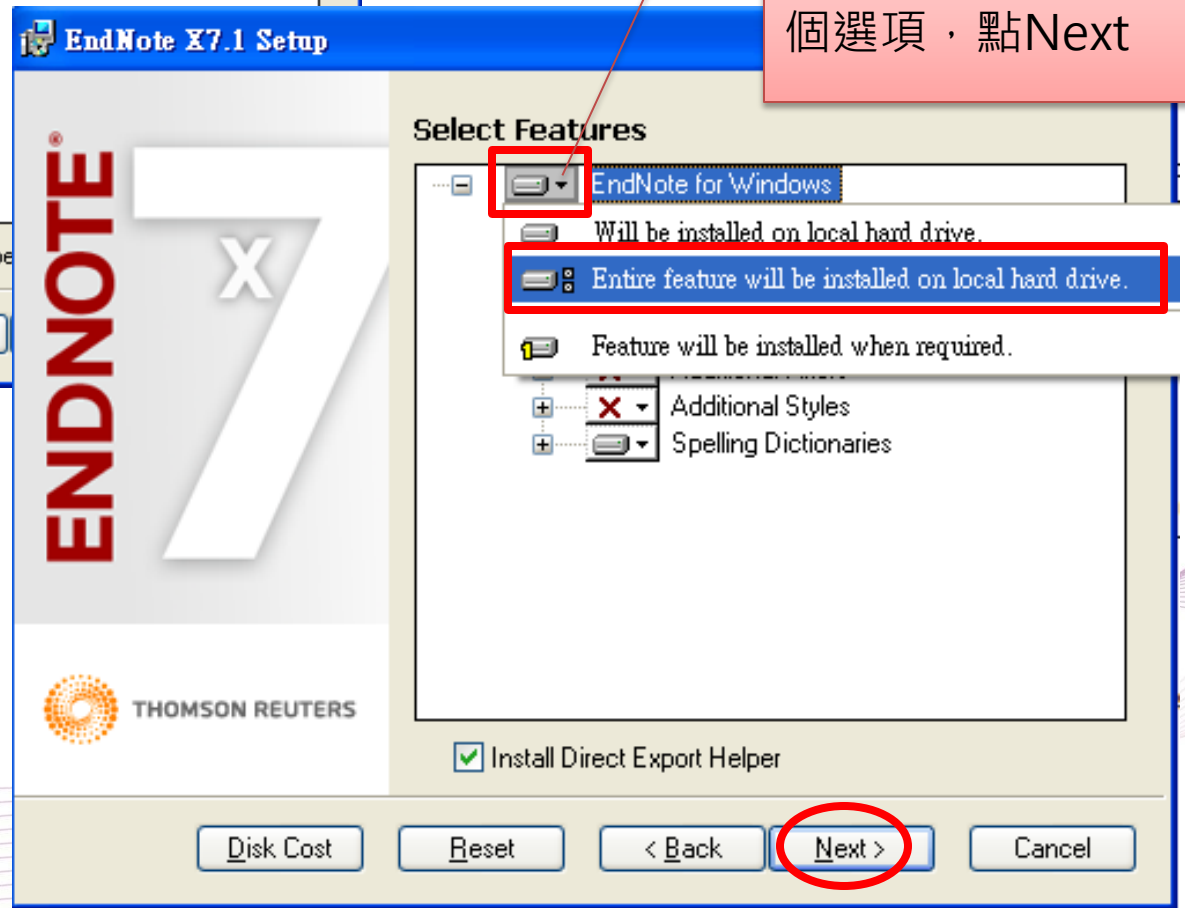 個選項，點Next
EndNote X7.1 Setup
ENDNOTE®
X7
Select Features
EndNote for Windows
Will be installed on local hard drive.
Entire feature will be installed on local hard drive.
Feature will be installed when required.
Additional Styles
Spelling Dictionaries
THOMSON REUTERS
Install Direct Export Helper
Disk Cost
Reset
< Back
Next >
Cancel